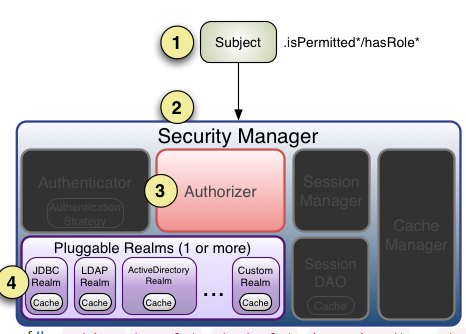 1
Subject
.isPermitted*/hasRole*
2
Security Manager
Authenticator
Authentication
Strategy
3
Authorizer
Session
Manager
Cache
Manager
Pluggable Realms (1 or more)
4
JDBC
Realm
Cache
LDAP
Realm
Cache
ActiveDirectory
Realm
Cache
...
Custom
Realm
Cache
Session
DAO
Cache